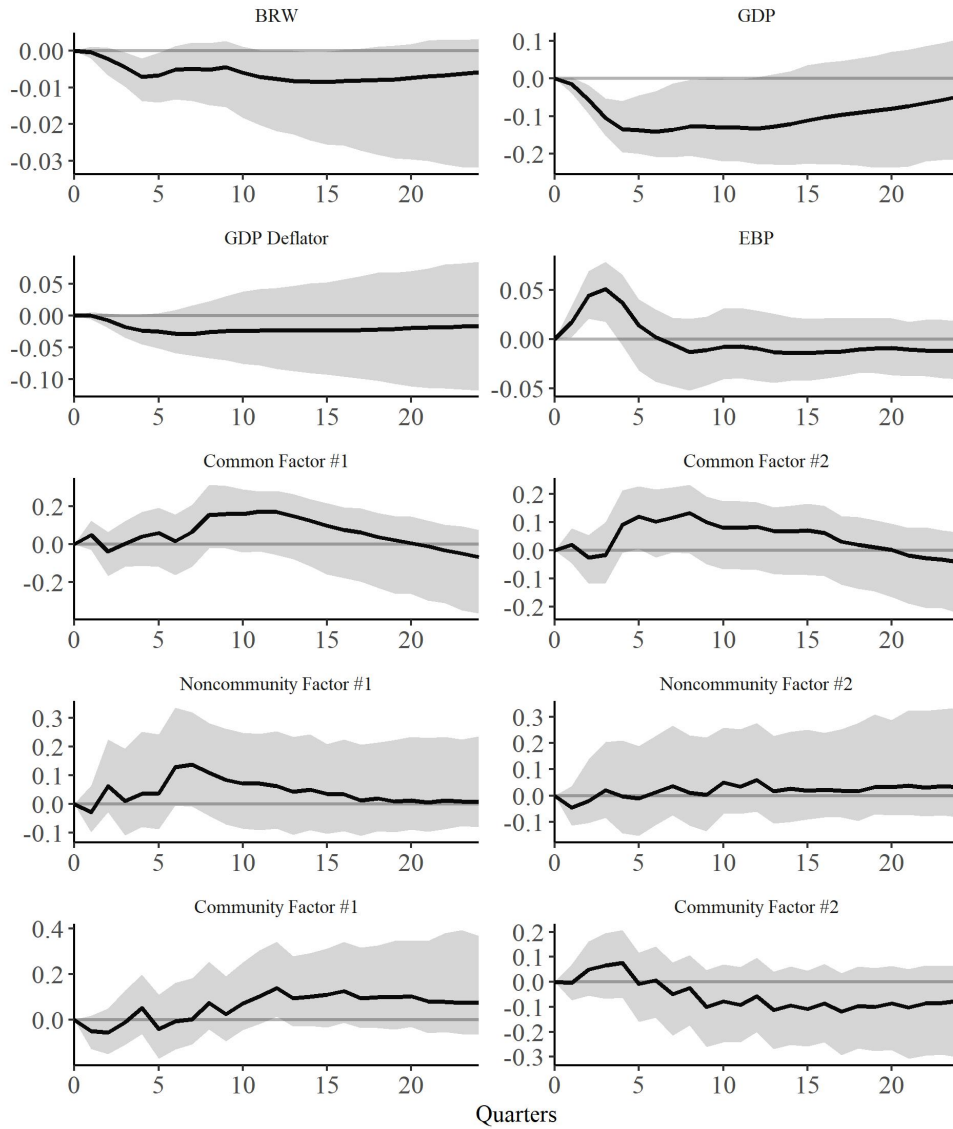 BRW
0.00
-0.01
-0.02
-0.03
0 5 10 15 20
GDP
0.1
0.0
-0.1
-0.2
0 5 10 15 20
GDP Deflator
0.05
0.00
-0.05
-0.10
0 5 10 15 20
EBP
0.05
0.00
-0.05
0 5 10 15 20
Common Factor #1
0.2
0.0
-0.2
0 5 10 15 20
Common Factor #2
0.2
0.1
0.0
-0.1
-0.2
0 5 10 15 20
Noncommunity Factor #1
0.3
0.2
0.1
0.0
-0.1
0 5 10 15 20
Noncommunity Factor #2
0.3
0.2
0.1
0.0
-0.1
0 5 10 15 20
Community Factor #1
0.4
0.2
0.0
0 5 10 15 20
Community Factor #2
0.2
0.1
0.0
-0.1
-0.2
-0.3
0 5 10 15 20
Quarters